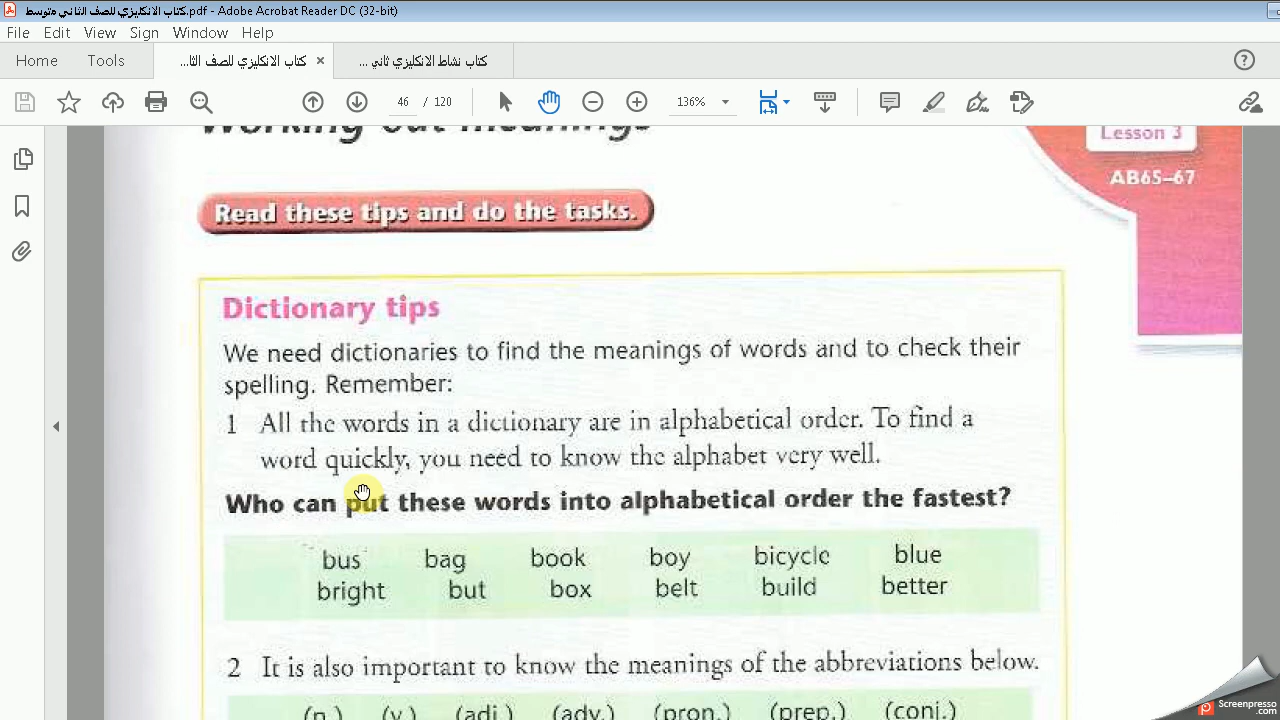 كتاب الانكليزي للصف الثاني متوسط.pdf - Adobe Acrobat Reader DC (32-bit)
File Edit View Sign Window Help
Home Tools كتاب الانكليزي للصف الثا... × كتاب نشاط الانكليزي ثاني ...
46 / 120 136%
Working out meanings
Lesson 3
AB65–67
Read these tips and do the tasks.
Dictionary tips
We need dictionaries to find the meanings of words and to check their
spelling. Remember:
1 All the words in a dictionary are in alphabetical order. To find a
word quickly, you need to know the alphabet very well.
Who can put these words into alphabetical order the fastest?
bus bag book boy bicycle blue
bright but box belt build better
2 It is also important to know the meanings of the abbreviations below.
(n.) (v.) (adj.) (adv.) (pron.) (prep.) (conj.)
Screenpresso
.com